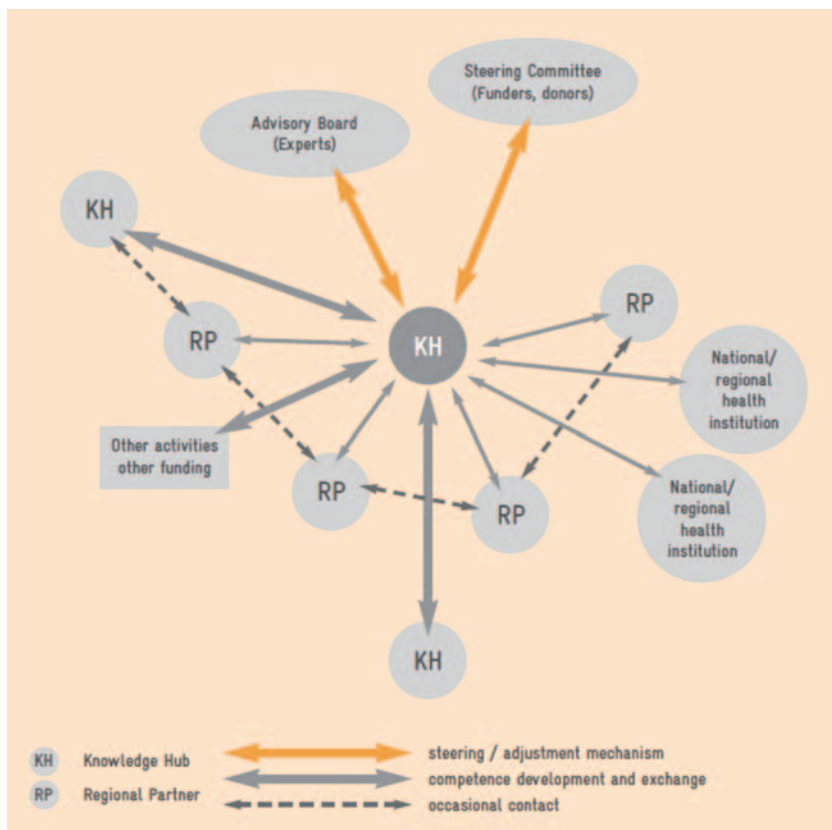 Steering Committee
(Funders, donors)
Advisory Board
(Experts)
KH
RP
KH
RP
National/
regional
health
institution
Other activities
other funding
RP
RP
National/
regional
health
institution
KH
KH Knowledge Hub
RP Regional Partner
steering / adjustment mechanism
competence development and exchange
occasional contact